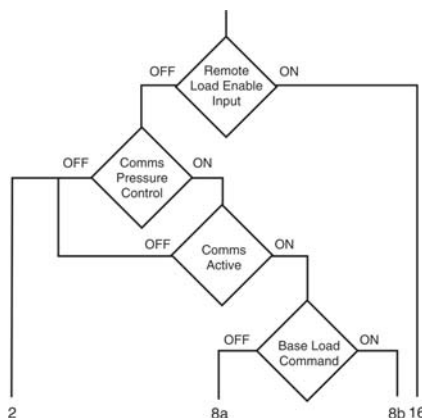 OFF
Remote
Load Enable
Input
ON
OFF
Comms
Pressure
Control
ON
OFF
Comms
Active
ON
OFF
Base Load
Command
ON
2
8a
8b
16